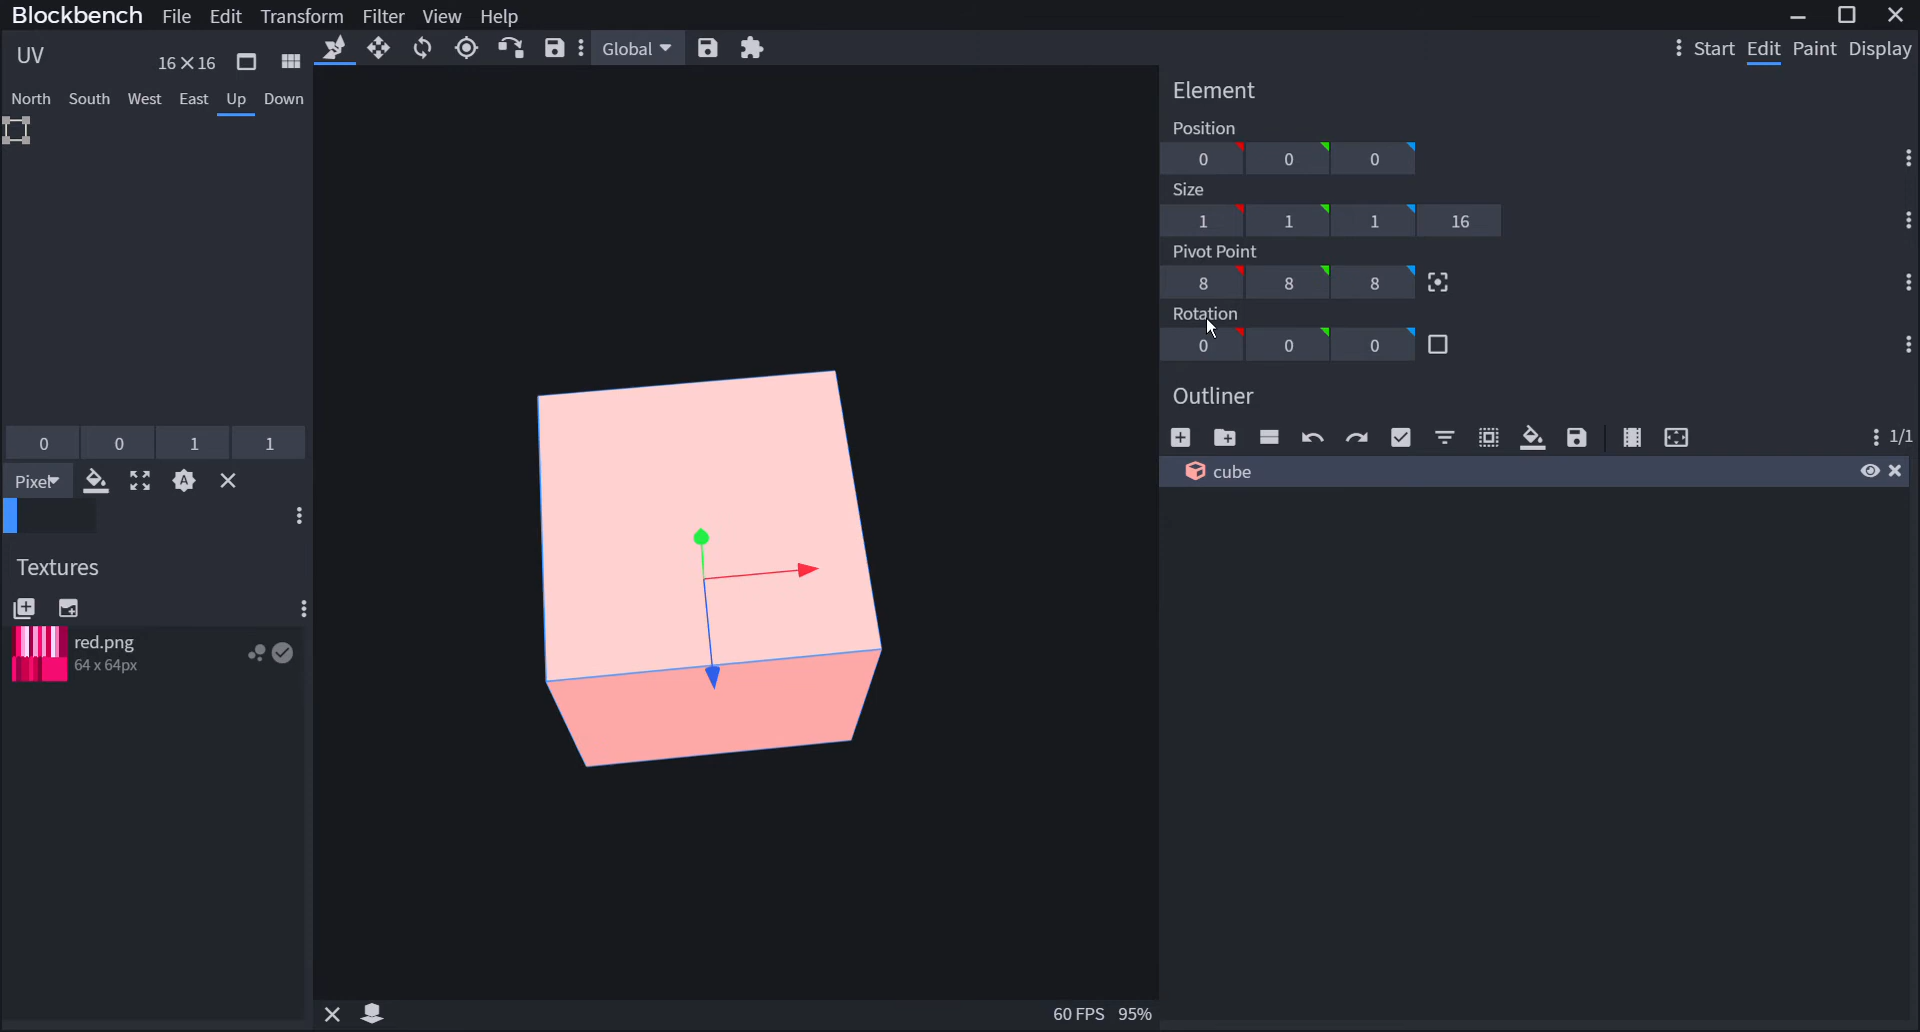 Blockbench File Edit Transform Filter View Help
UV
16×16
North South West East Up Down
0 0 1 1
Pixel
Textures
red.png
64 x 64px
Global
60 FPS 95%
Start Edit Paint Display
Element
Position
0 0 0
Size
1 1 1 16
Pivot Point
8 8 8
Rotation
0 0 0
Outliner
1/1
cube